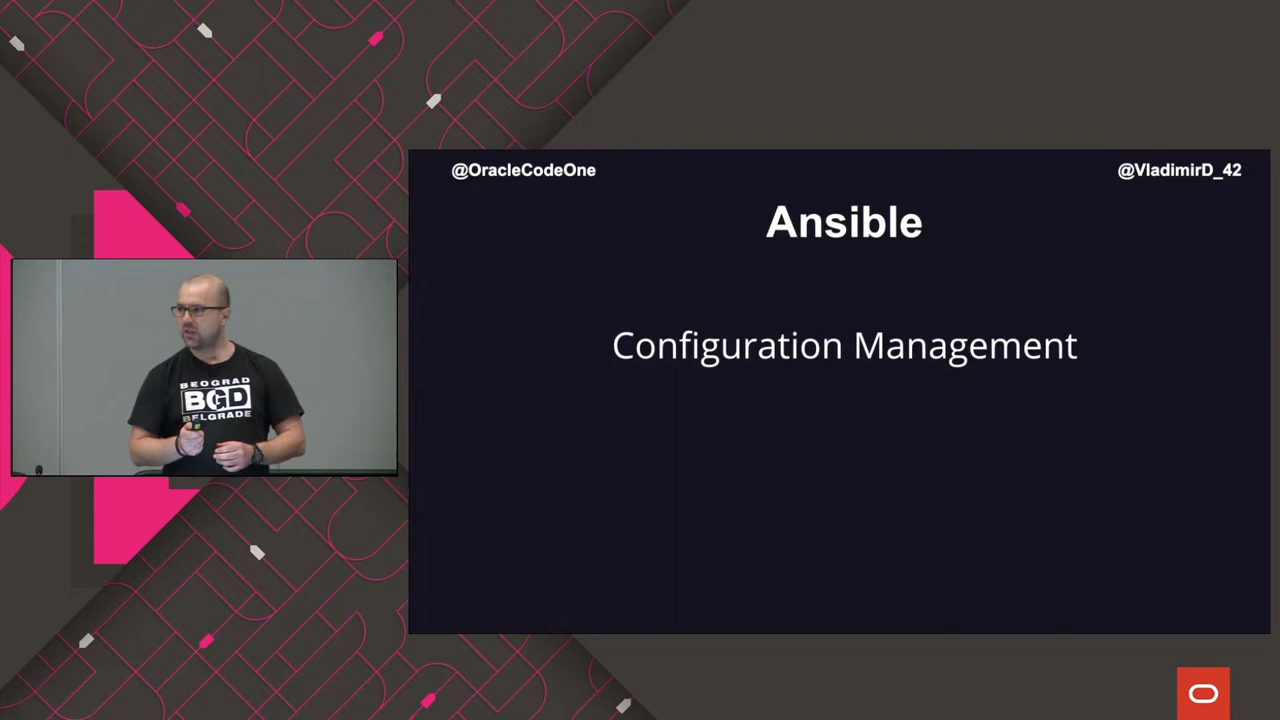 @OracleCodeOne
@VladimirD_42
Ansible
Configuration Management
BEOGRAD
BGD
BELGRADE